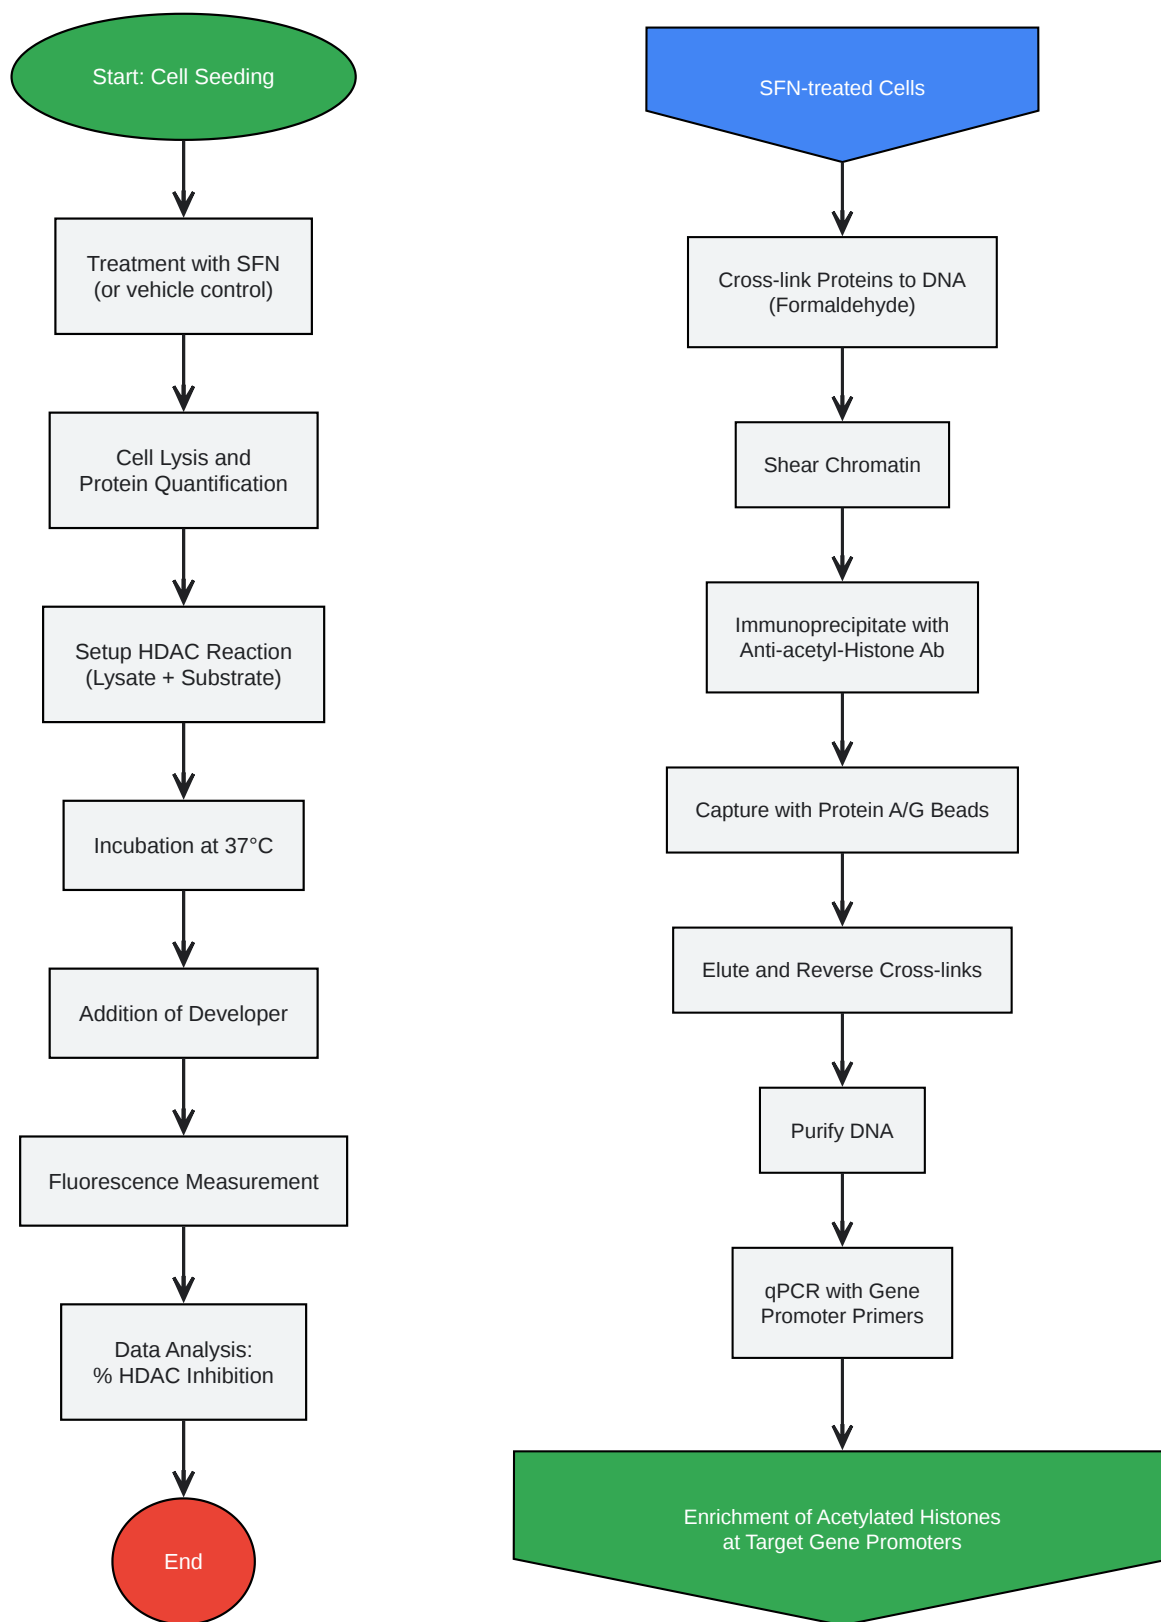 Start: Cell Seeding
Treatment with SFN
(or vehicle control)
Cell Lysis and
Protein Quantification
Setup HDAC Reaction
(Lysate + Substrate)
Incubation at 37°C
Addition of Developer
Fluorescence Measurement
Data Analysis:
% HDAC Inhibition
End
SFN-treated Cells
Cross-link Proteins to DNA
(Formaldehyde)
Shear Chromatin
Immunoprecipitate with
Anti-acetyl-Histone Ab
Capture with Protein A/G Beads
Elute and Reverse Cross-links
Purify DNA
qPCR with Gene
Promoter Primers
Enrichment of Acetylated Histones
at Target Gene Promoters